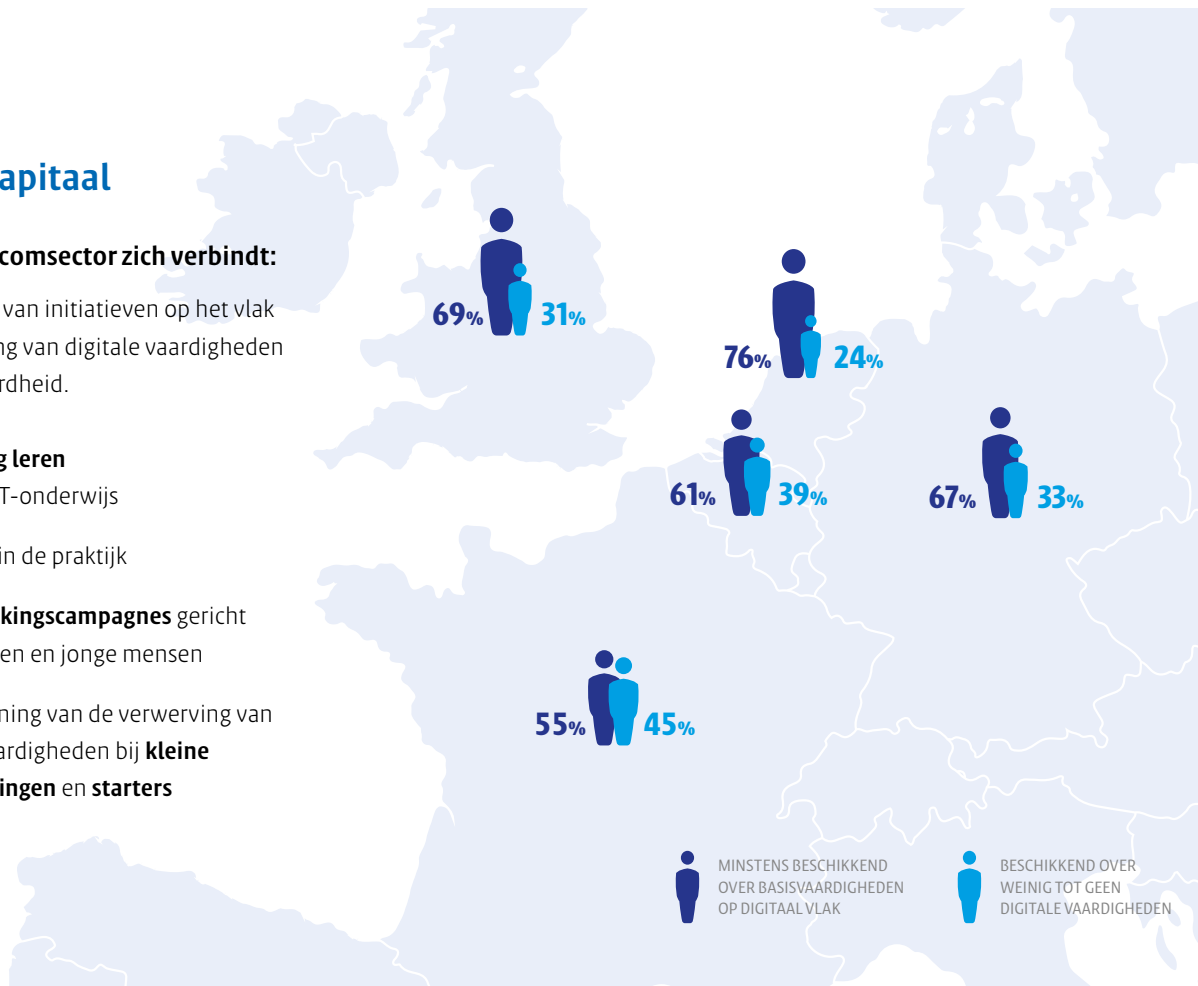 apitaal
comsector zich verbindt:
van initiatieven op het vlak
ng van digitale vaardigheden
rdheid.
g leren
T-onderwijs
in de praktijk
kingscampagnes gericht
en en jonge mensen
ning van de verwerving van
ardigheden bij kleine
ingen en starters
69% 31%
76% 24%
61% 39%
67% 33%
55% 45%
MINSTENS BESCHIKKEND
OVER BASISVAARDIGHEDEN
OP DIGITAAL VLAK
BESCHIKKEND OVER
WEINIG TOT GEEN
DIGITALE VAARDIGHEDEN